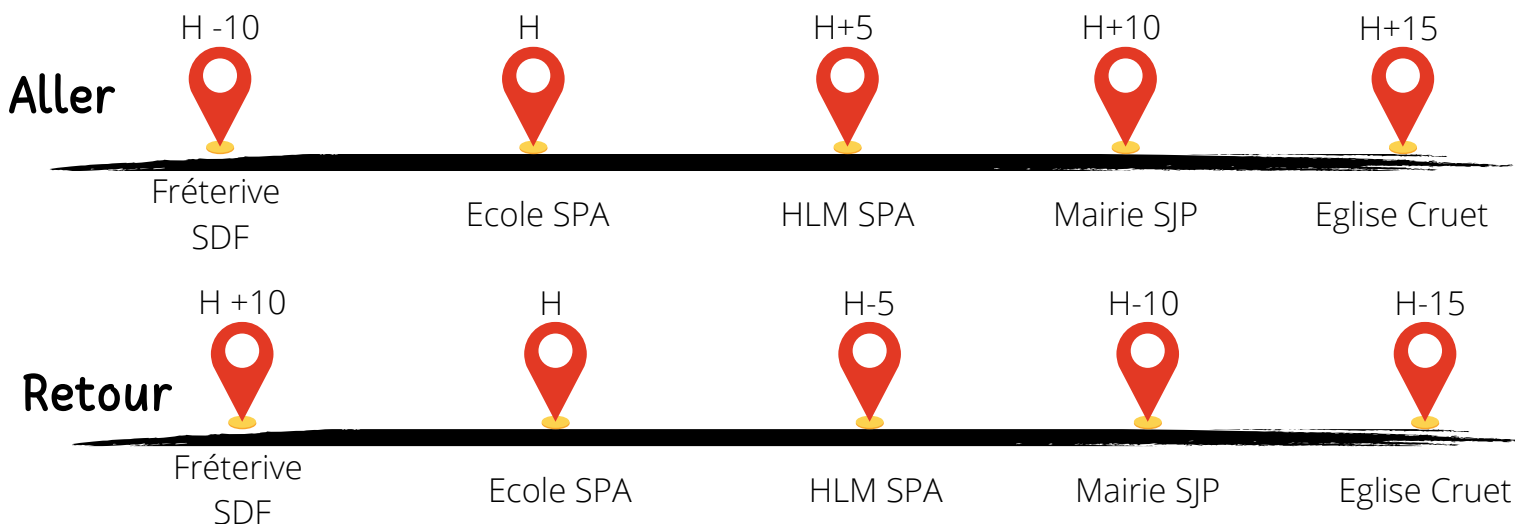 H -10 H H+5 H+10 H+15
Aller
Fréterive
SDF
Ecole SPA HLM SPA Mairie SJP Eglise Cruet
H +10 H H-5 H-10 H-15
Retour
Fréterive
SDF
Ecole SPA HLM SPA Mairie SJP Eglise Cruet